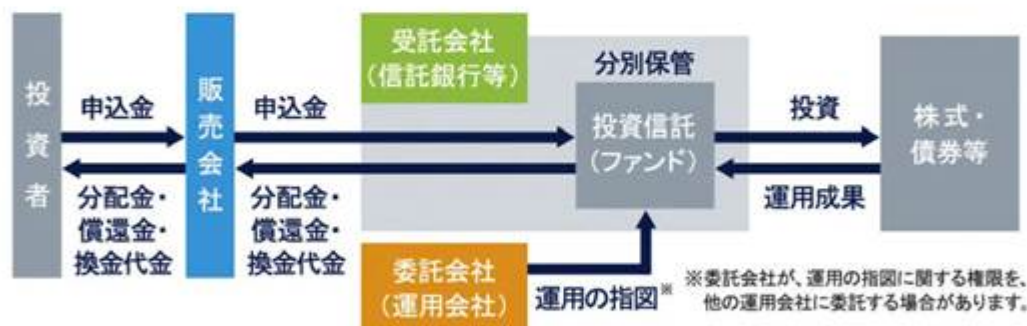 投資者
申込金
分配金・
償還金・
換金代金
販売会社
申込金
分配金・
償還金・
換金代金
受託会社
(信託銀行等)
分別保管
投資信託
(ファンド)
委託会社
(運用会社)
運用の指図※
投資
運用成果
株式・
債券等
※委託会社が、運用の指図に関する権限を、
他の運用会社に委託する場合があります。